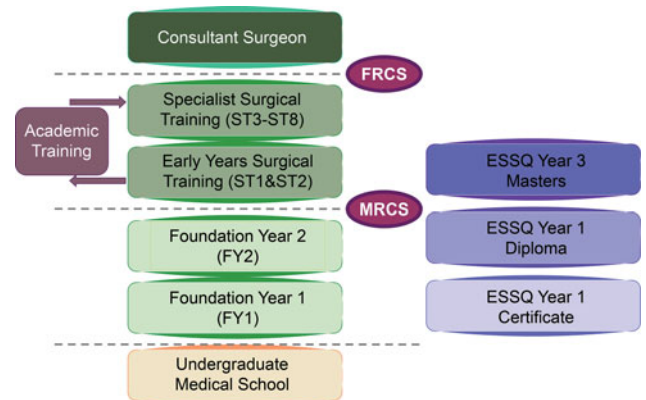 Consultant Surgeon
FRCS
Specialist Surgical
Training (ST3-ST8)
Academic
Training
Early Years Surgical
Training (ST1&ST2)
ESSQ Year 3
Masters
MRCS
Foundation Year 2
(FY2)
ESSQ Year 1
Diploma
Foundation Year 1
(FY1)
ESSQ Year 1
Certificate
Undergraduate
Medical School